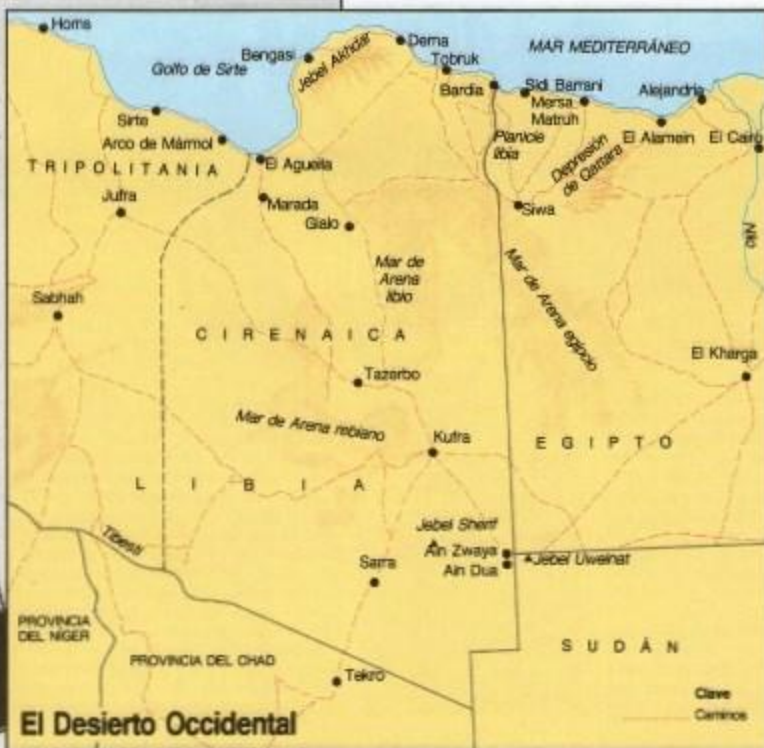 Homs
Golfo de Sirte
Bengasi
Jebel Akhdar
Derna
Tobruk
MAR MEDITERRÁNEO
Bardia
Sidi Barrani
Mersa
Matruh
Alejandría
El Alamein
El Cairo
Sirte
Arco de Mármol
El Agueila
TRIPOLITANIA
Planicie
libia
Depresión
de Qattara
Jufra
Marada
Gialo
Siwa
Nilo
Mar de
Arena
libio
Mar de Arena egipcio
Sabhah
CIRENAICA
El Kharga
Tazerbo
Mar de Arena rebiano
Kufra
EGIPTO
LIBIA
Jebel Sherif
Tibesti
Ain Zwaya
Ain Dua
Jebel Uweinat
Sarra
PROVINCIA
DEL NÍGER
PROVINCIA DEL CHAD
SUDÁN
Tekro
Clave
Caminos
El Desierto Occidental